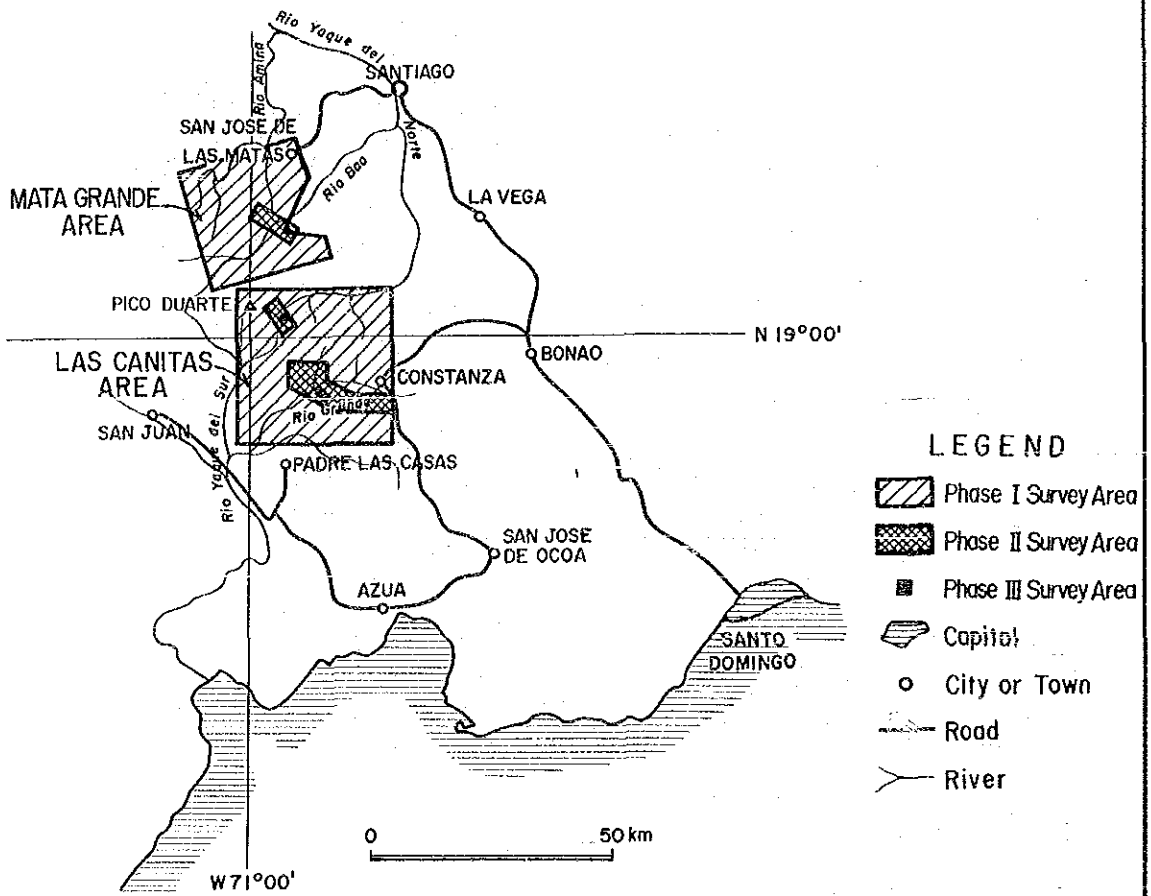 Rio Yaque del
Norte
SANTIAGO
Rio Amina
SAN JOSE DE
LAS MATAS
Rio Bao
MATA GRANDE
AREA
LA VEGA
PICO DUARTE
N 19°00'
BONAO
LAS CANITAS
AREA
CONSTANZA
Rio Grande
SAN JUAN
Rio Yaque del Sur
PADRE LAS CASAS
SAN JOSE
DE OCOA
AZUA
SANTO
DOMINGO
LEGEND
Phase I Survey Area
Phase II Survey Area
Phase III Survey Area
Capital
City or Town
Road
River
0 50 km
W 71°00'